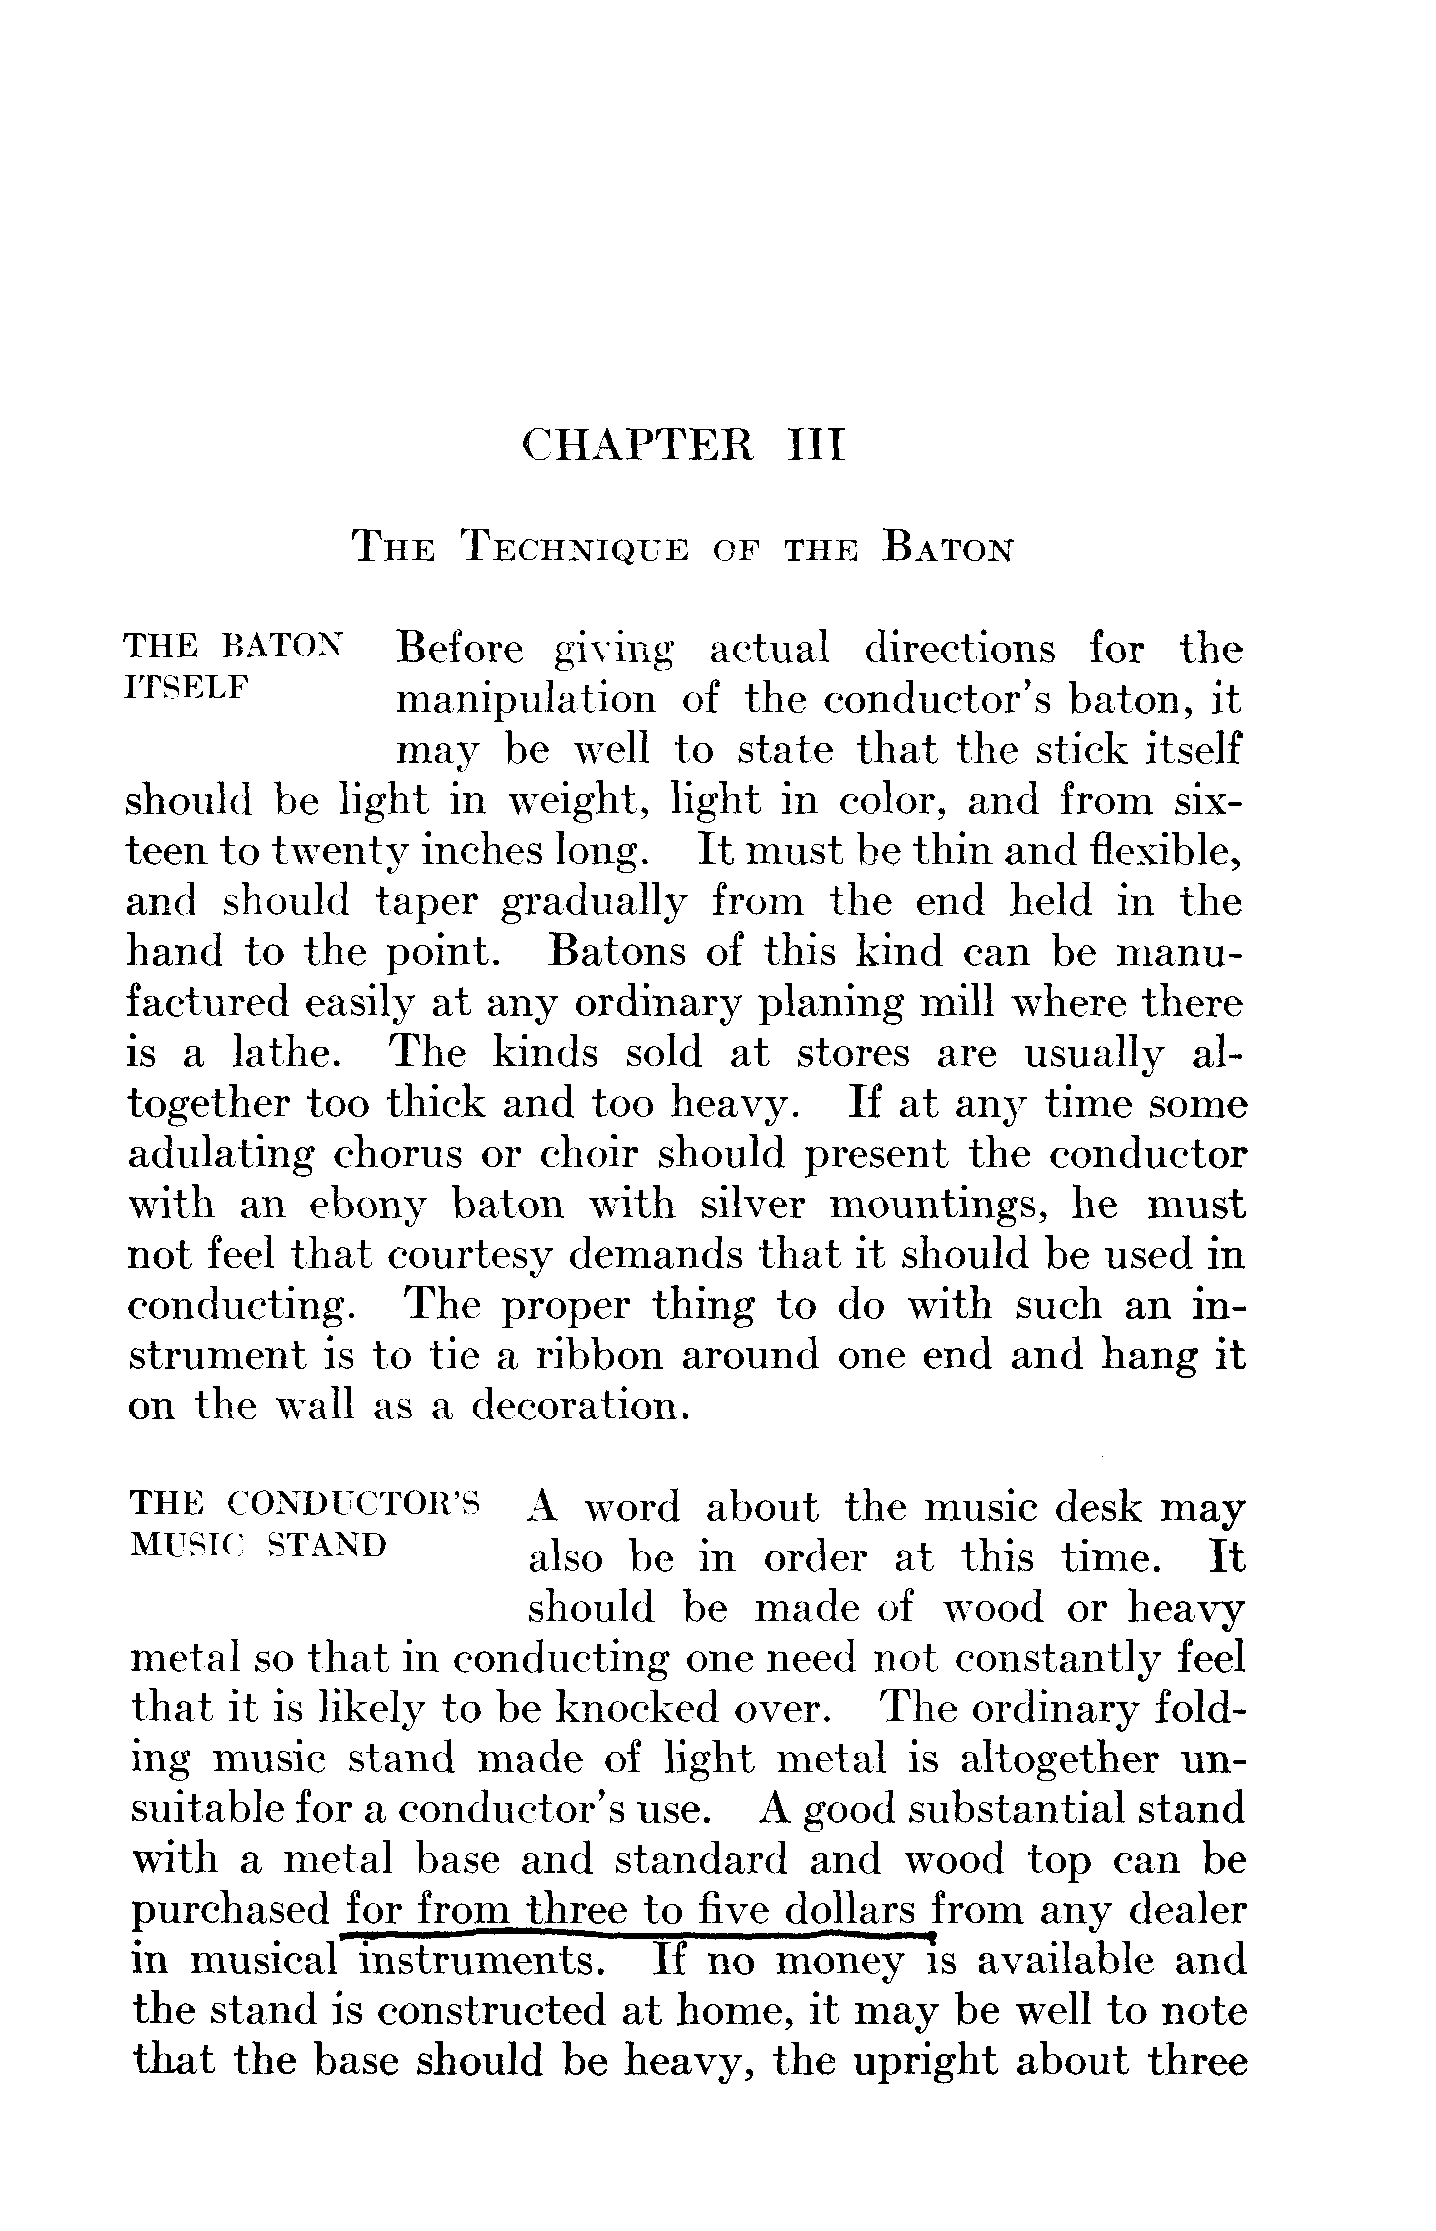 CHAPTER III
THE TECHNIQUE OF THE BATON
THE BATON
ITSELF
Before giving actual directions for the
manipulation of the conductor's baton, it
may be well to state that the stick itself
should be light in weight, light in color, and from six-
teen to twenty inches long. It must be thin and flexible,
and should taper gradually from the end held in the
hand to the point. Batons of this kind can be manu-
factured easily at any ordinary planing mill where there
is a lathe. The kinds sold at stores are usually al-
together too thick and too heavy. If at any time some
adulating chorus or choir should present the conductor
with an ebony baton with silver mountings, he must
not feel that courtesy demands that it should be used in
conducting. The proper thing to do with such an in-
strument is to tie a ribbon around one end and hang it
on the wall as a decoration.
THE CONDUCTOR'S
MUSIC STAND
A word about the music desk may
also be in order at this time. It
should be made of wood or heavy
metal so that in conducting one need not constantly feel
that it is likely to be knocked over. The ordinary fold-
ing music stand made of light metal is altogether un-
suitable for a conductor's use. A good substantial stand
with a metal base and standard and wood top can be
purchased for from three to five dollars from any dealer
in musical instruments. If no money is available and
the stand is constructed at home, it may be well to note
that the base should be heavy, the upright about three